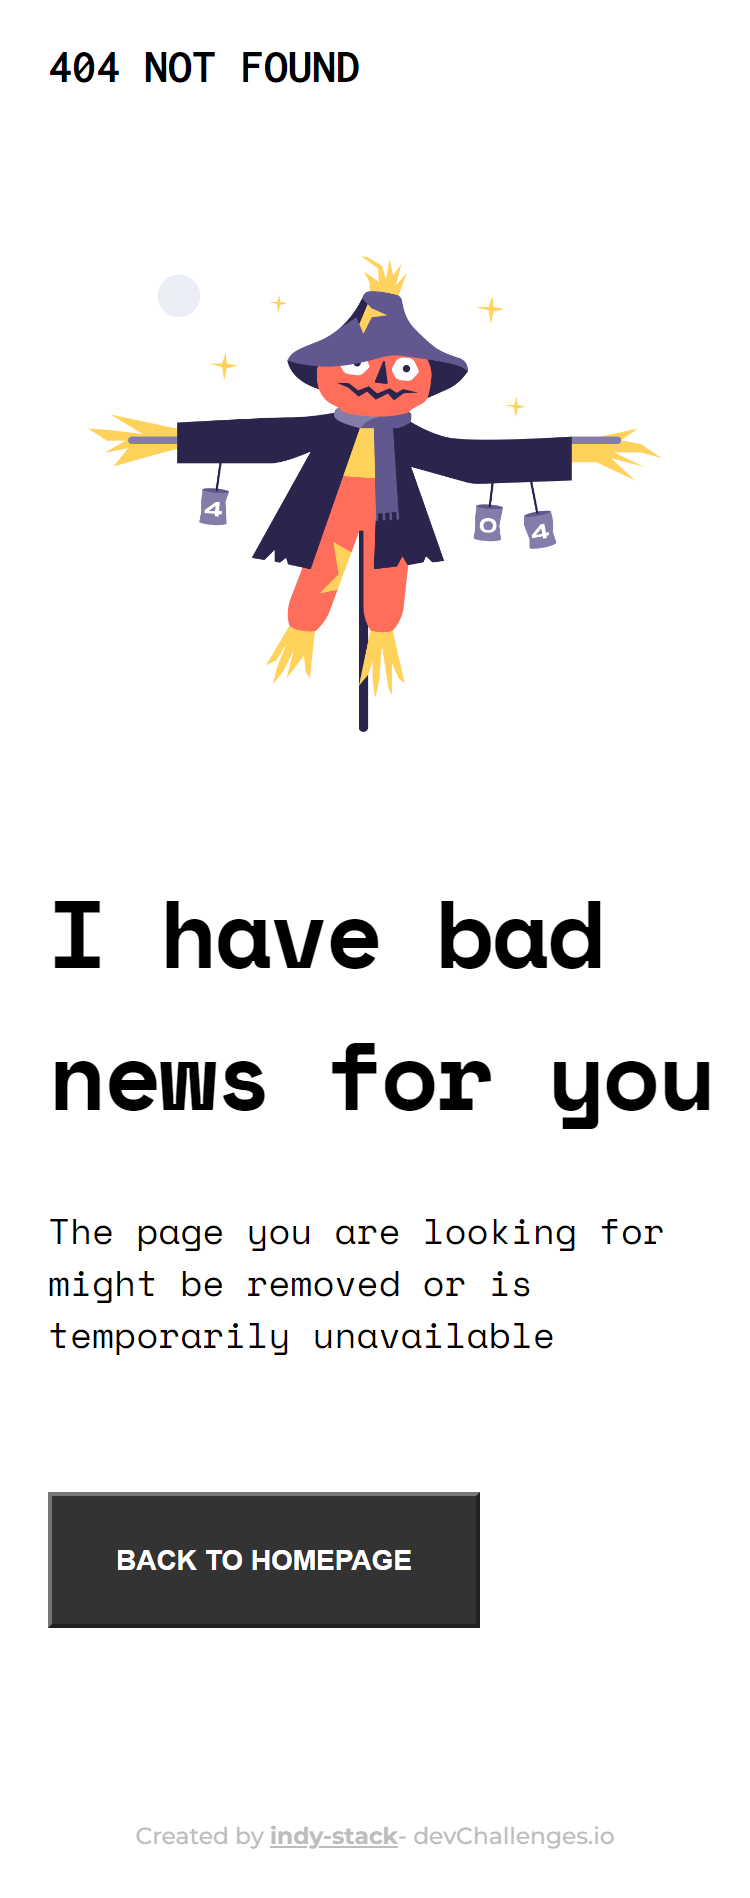 404 NOT FOUND
4
0
4
I have bad
news for you
The page you are looking for
might be removed or is
temporarily unavailable
BACK TO HOMEPAGE
Created by indy-stack- devChallenges.io